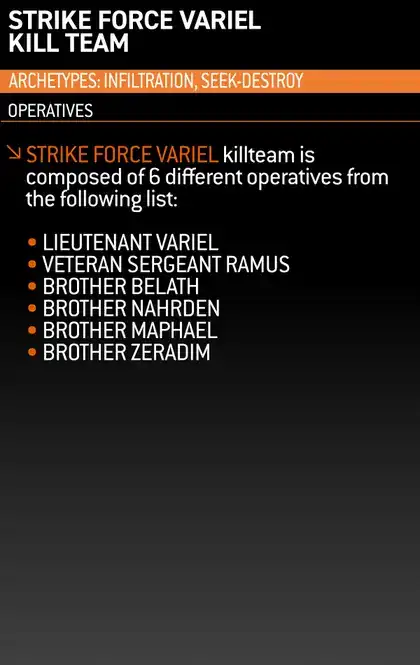 STRIKE FORCE VARIEL
KILL TEAM
ARCHETYPES: INFILTRATION, SEEK-DESTROY
OPERATIVES
↘ STRIKE FORCE VARIEL killteam is
composed of 6 different operatives from
the following list:
• LIEUTENANT VARIEL
• VETERAN SERGEANT RAMUS
• BROTHER BELATH
• BROTHER NAHRDEN
• BROTHER MAPHAEL
• BROTHER ZERADIM